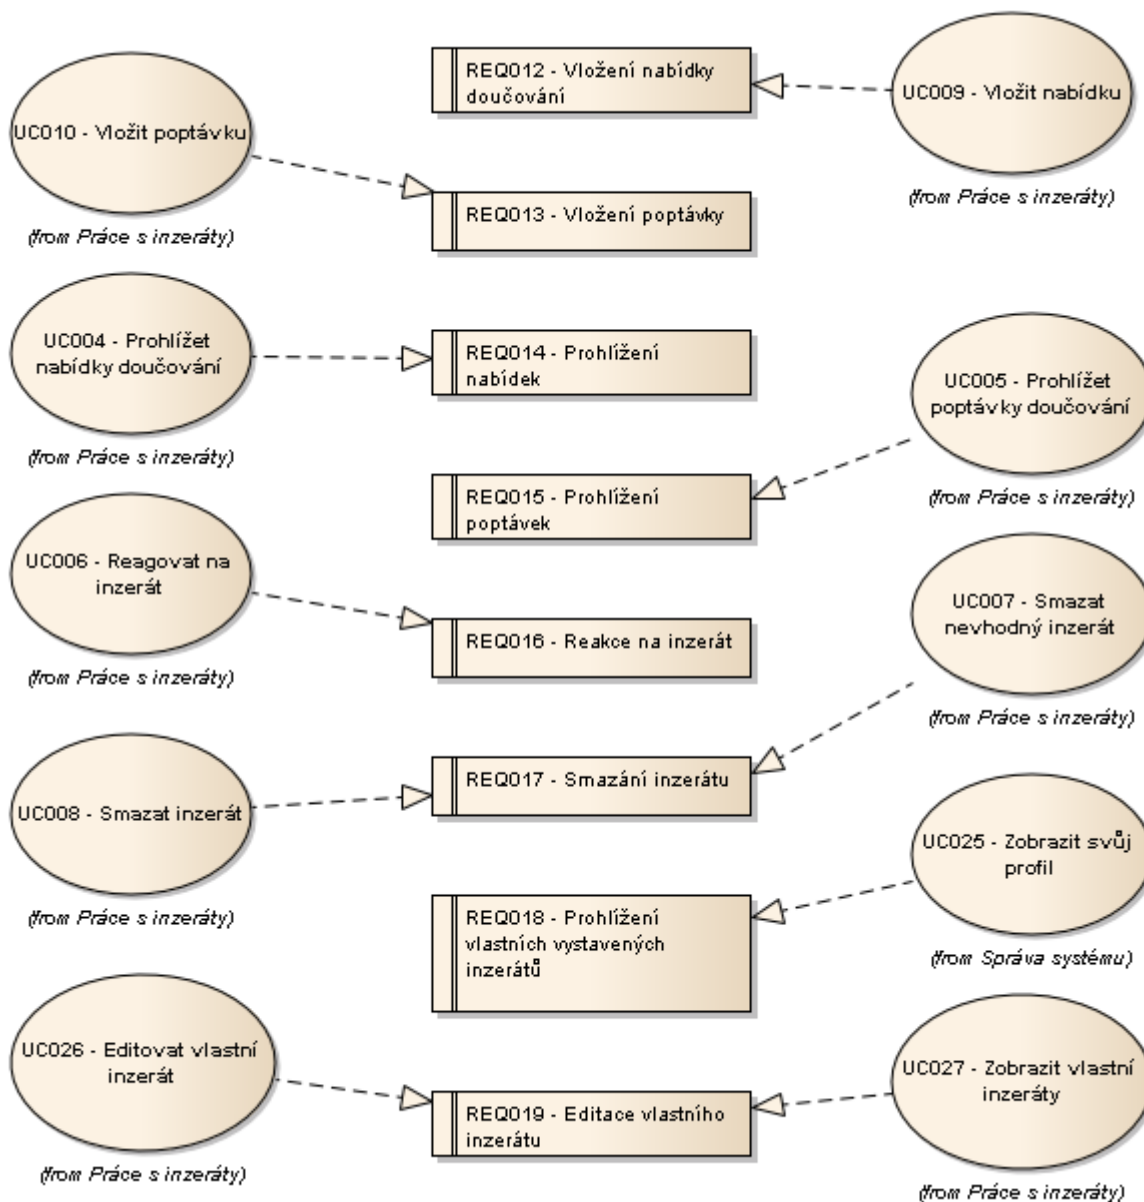 REQ012 - Vložení nabídky
doučování
UC009 - Vložit nabídku
(from Práce s inzeráty)
UC010 - Vložit poptávku
(from Práce s inzeráty)
REQ013 - Vložení poptávky
UC004 - Prohlížet
nabídky doučování
(from Práce s inzeráty)
REQ014 - Prohlížení
nabídek
UC005 - Prohlížet
poptávky doučování
(from Práce s inzeráty)
REQ015 - Prohlížení
poptávek
UC006 - Reagovat na
inzerát
(from Práce s inzeráty)
REQ016 - Reakce na inzerát
UC007 - Smazat
nevhodný inzerát
(from Práce s inzeráty)
UC008 - Smazat inzerát
(from Práce s inzeráty)
REQ017 - Smazání inzerátu
UC025 - Zobrazit svůj
profil
(from Správa systému)
REQ018 - Prohlížení
vlastních vystavených
inzerátů
UC026 - Editovat vlastní
inzerát
(from Práce s inzeráty)
REQ019 - Editace vlastního
inzerátu
UC027 - Zobrazit vlastní
inzeráty
(from Práce s inzeráty)